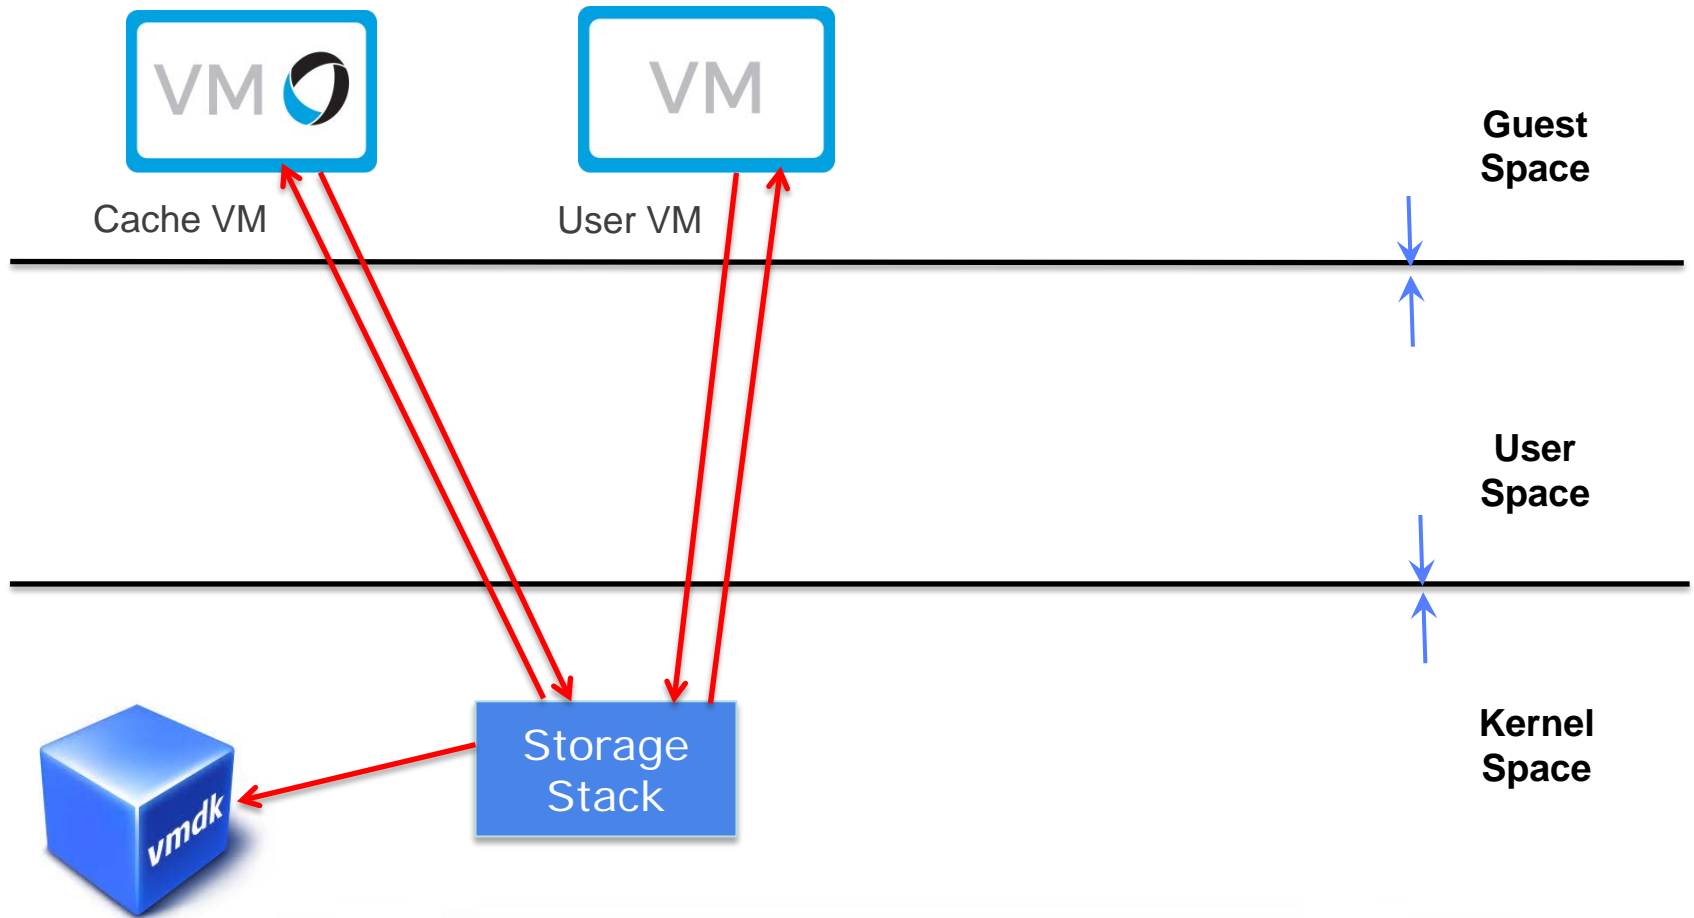 VM
VM
Guest
Space
Cache VM
User VM
User
Space
Storage
Stack
Kernel
Space
vmdk